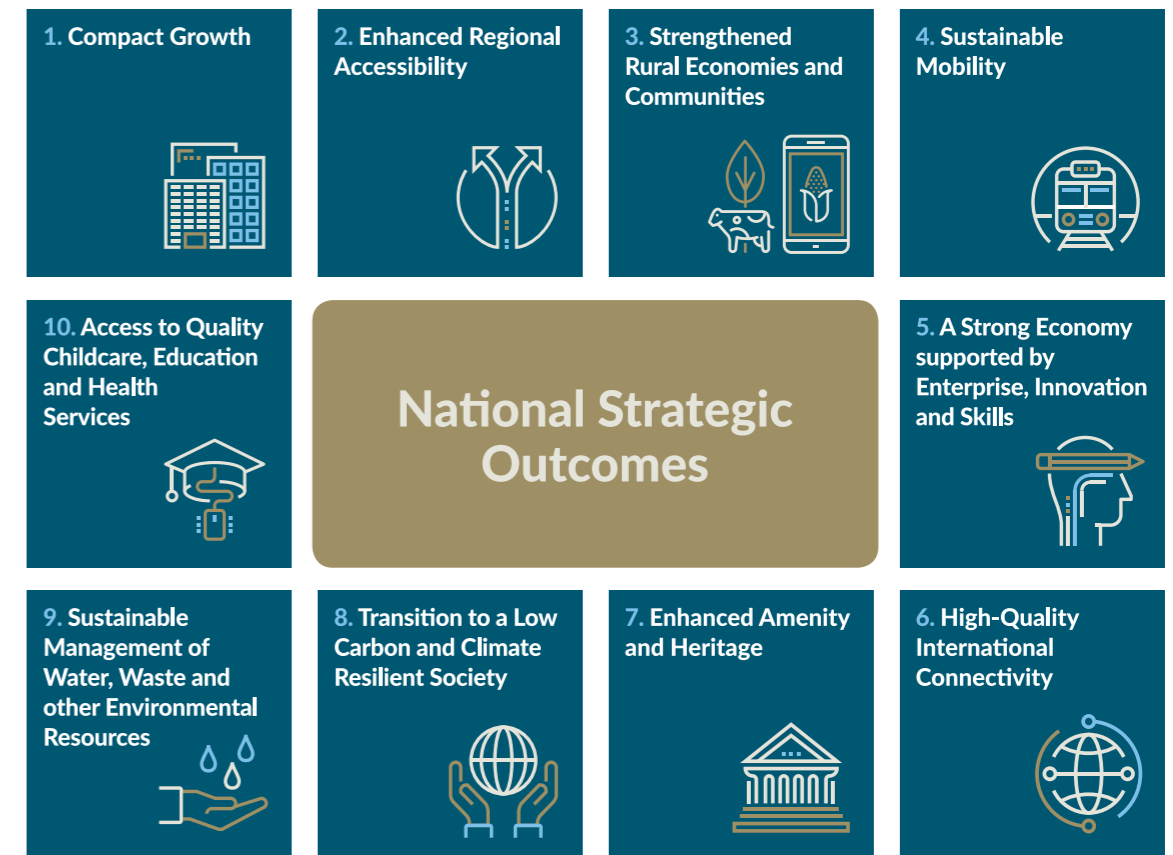 1. Compact Growth
2. Enhanced Regional
Accessibility
3. Strengthened
Rural Economies and
Communities
4. Sustainable
Mobility
10. Access to Quality
Childcare, Education
and Health
Services
National Strategic
Outcomes
5. A Strong Economy
supported by
Enterprise, Innovation
and Skills
9. Sustainable
Management of
Water, Waste and
other Environmental
Resources
8. Transition to a Low
Carbon and Climate
Resilient Society
7. Enhanced Amenity
and Heritage
6. High-Quality
International
Connectivity